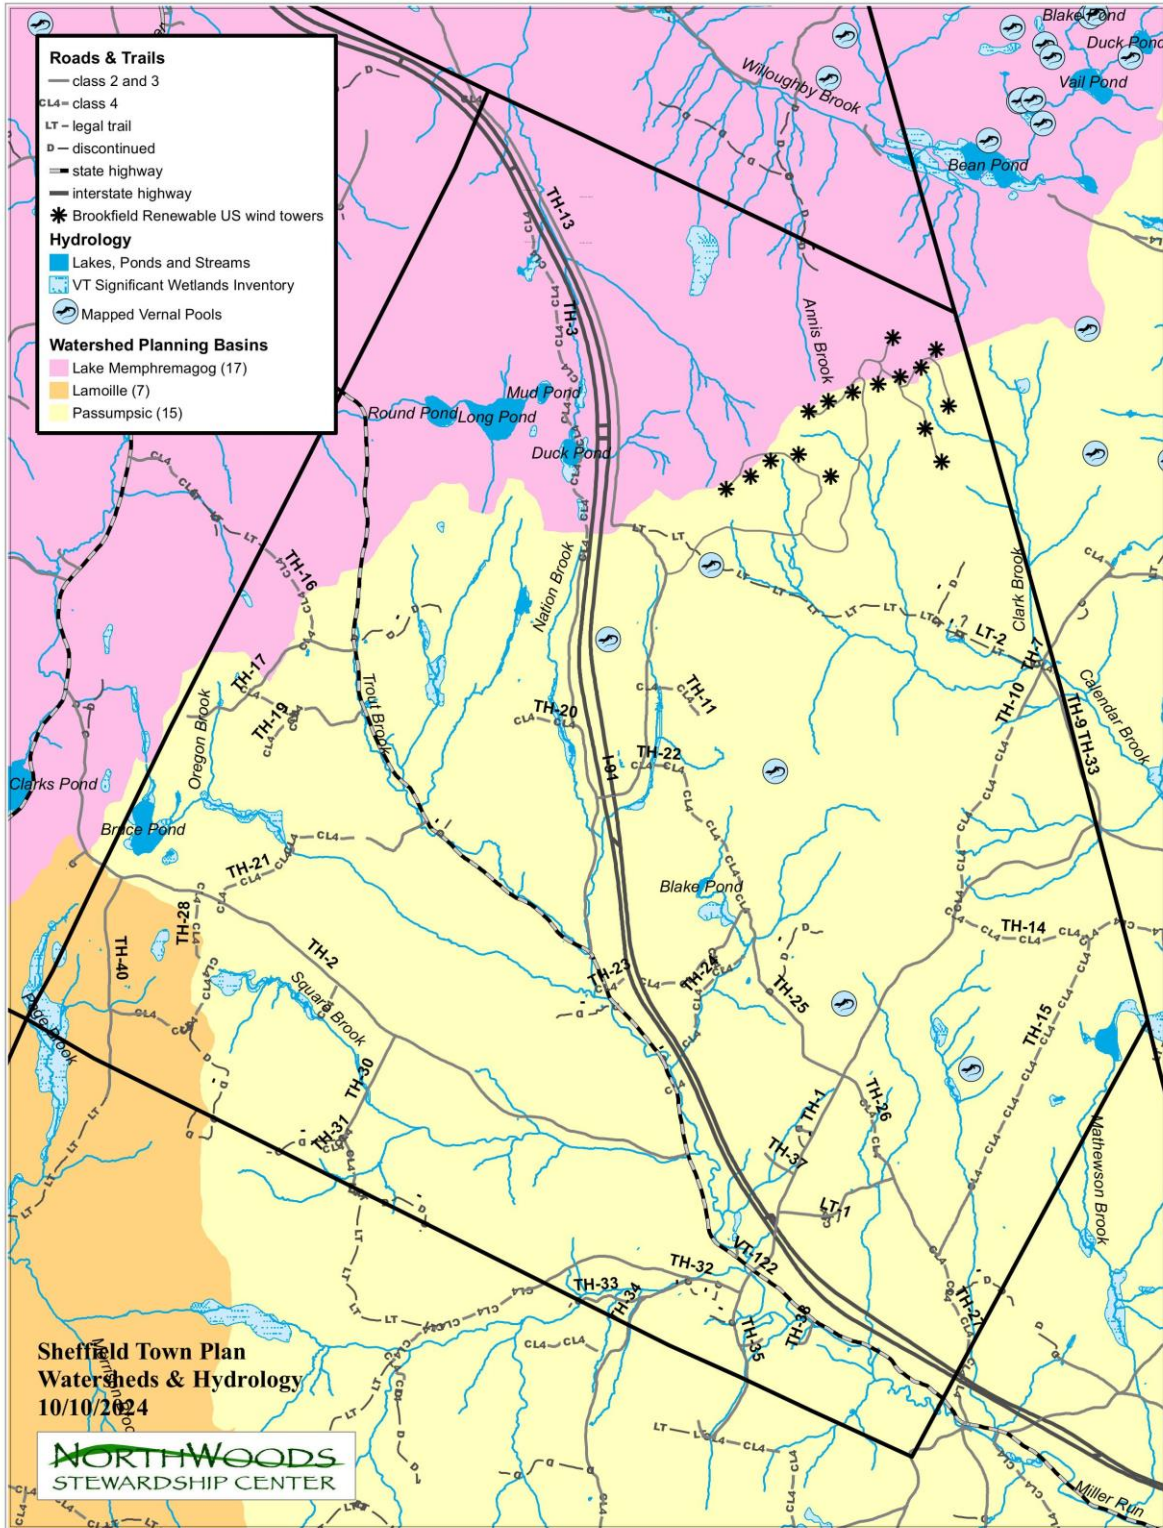 Roads & Trails
class 2 and 3
CL4 class 4
LT legal trail
D discontinued
state highway
interstate highway
Brookfield Renewable US wind towers
Hydrology
Lakes, Ponds and Streams
VT Significant Wetlands Inventory
Mapped Vernal Pools
Watershed Planning Basins
Lake Memphremagog (17)
Lamoille (7)
Passumpsic (15)
Blake Pond
Duck Pond
Vail Pond
Willoughby Brook
Bean Pond
TH-13
TH-3
Annis Brook
Mud Pond
Round Pond
Long Pond
Duck Pond
TH-16
Nation Brook
Clark Brook
LT-2
TH-7
TH-17
TH-19
Trout Brook
TH-20
TH-11
TH-10
Calendar Brook
TH-9 TH-33
Oregon Brook
TH-22
I-91
Clarks Pond
Bruce Pond
TH-21
Blake Pond
TH-28
TH-14
TH-40
TH-2
TH-23
TH-24
TH-25
Square Brook
Page Brook
TH-15
TH-30
TH-31
TH-1
TH-26
TH-37
Mathewson Brook
LT-1
VT-122
TH-32
TH-33
TH-34
TH-35
TH-38
TH-27
Miller Run
Sheffield Town Plan
Watersheds & Hydrology
10/10/2024
NORTHWOODS
STEWARDSHIP CENTER